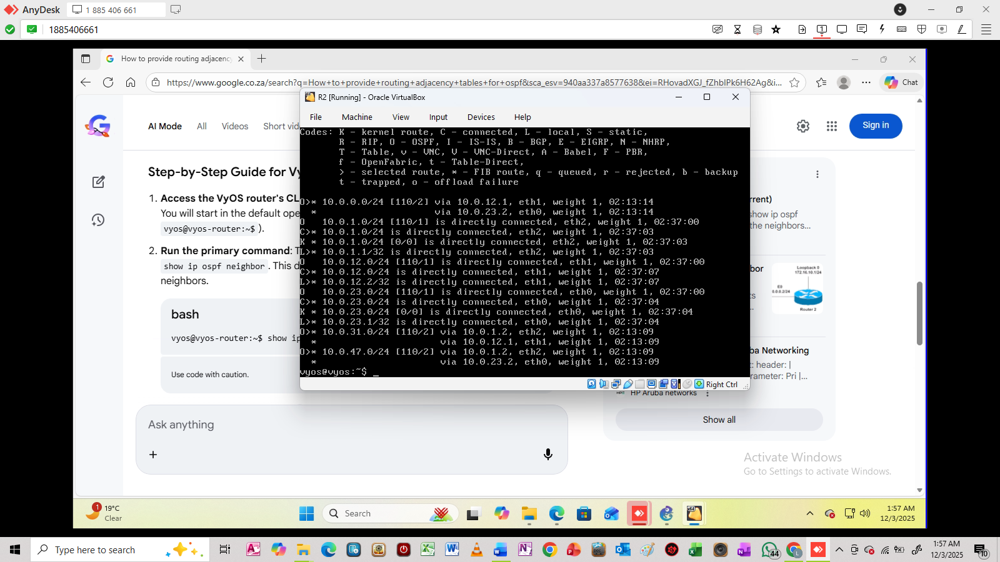 AnyDesk
1 885 406 661
1885406661
How to provide routing adjacency
https://www.google.co.za/search?q=How+to+provide+routing+adjacency+tables+for+ospf&sca_esv=940aa337a8577638&ei=RHovadXGJ_fZhbIPk6H62Ag&i...
Chat
R2 [Running] - Oracle VirtualBox
File Machine View Input Devices Help
AI Mode All Videos Short vid
Sign in
Step-by-Step Guide for Vy
1. Access the VyOS router's CL
You will start in the default ope
vyos@vyos-router:~$ ).
2. Run the primary command: T
show ip ospf neighbor . This d
neighbors.
bash
vyos@vyos-router:~$ show ip
Use code with caution.
Ask anything
Codes: K - kernel route, C - connected, L - local, S - static,
R - RIP, O - OSPF, I - IS-IS, B - BGP, E - EIGRP, N - NHRP,
T - Table, v - VNC, V - VNC-Direct, A - Babel, F - PBR,
f - OpenFabric, t - Table-Direct,
> - selected route, * - FIB route, q - queued, r - rejected, b - backup
t - trapped, o - offload failure
O>* 10.0.0.0/24 [110/2] via 10.0.12.1, eth1, weight 1, 02:13:14
* via 10.0.23.2, eth0, weight 1, 02:13:14
O 10.0.1.0/24 [110/1] is directly connected, eth2, weight 1, 02:37:00
C>* 10.0.1.0/24 is directly connected, eth2, weight 1, 02:37:03
K * 10.0.1.0/24 [0/0] is directly connected, eth2, weight 1, 02:37:03
L>* 10.0.1.1/32 is directly connected, eth2, weight 1, 02:37:03
O 10.0.12.0/24 [110/1] is directly connected, eth1, weight 1, 02:37:00
C>* 10.0.12.0/24 is directly connected, eth1, weight 1, 02:37:07
L>* 10.0.12.2/32 is directly connected, eth1, weight 1, 02:37:07
O 10.0.23.0/24 [110/1] is directly connected, eth0, weight 1, 02:37:00
C>* 10.0.23.0/24 is directly connected, eth0, weight 1, 02:37:04
K * 10.0.23.0/24 [0/0] is directly connected, eth0, weight 1, 02:37:04
L>* 10.0.23.1/32 is directly connected, eth0, weight 1, 02:37:04
O>* 10.0.31.0/24 [110/2] via 10.0.1.2, eth2, weight 1, 02:13:09
* via 10.0.12.1, eth1, weight 1, 02:13:09
O>* 10.0.47.0/24 [110/2] via 10.0.1.2, eth2, weight 1, 02:13:09
* via 10.0.23.2, eth0, weight 1, 02:13:09
vyos@vyos:~$ _
Right Ctrl
rrent)
show ip ospf
the neighbors...
bor
Loopback 0
172.16.10.1/24
E0
0.0.0.2/24
Router 2
rs
...
ba Networking
t: header: |
rameter: Pri |...
HPE HP Aruba networks
Show all
Activate Windows
Go to Settings to activate Windows.
1
19°C
Clear
Search
1:57 AM
12/3/2025
Type here to search
44
1:57 AM
12/3/2025
10